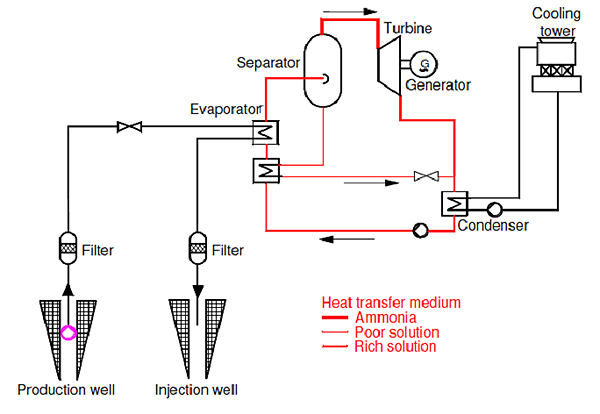 Cooling
tower
Turbine
Separator
G
Generator
Evaporator
Filter
Filter
Condenser
Heat transfer medium
Ammonia
Poor solution
Rich solution
Production well
Injection well